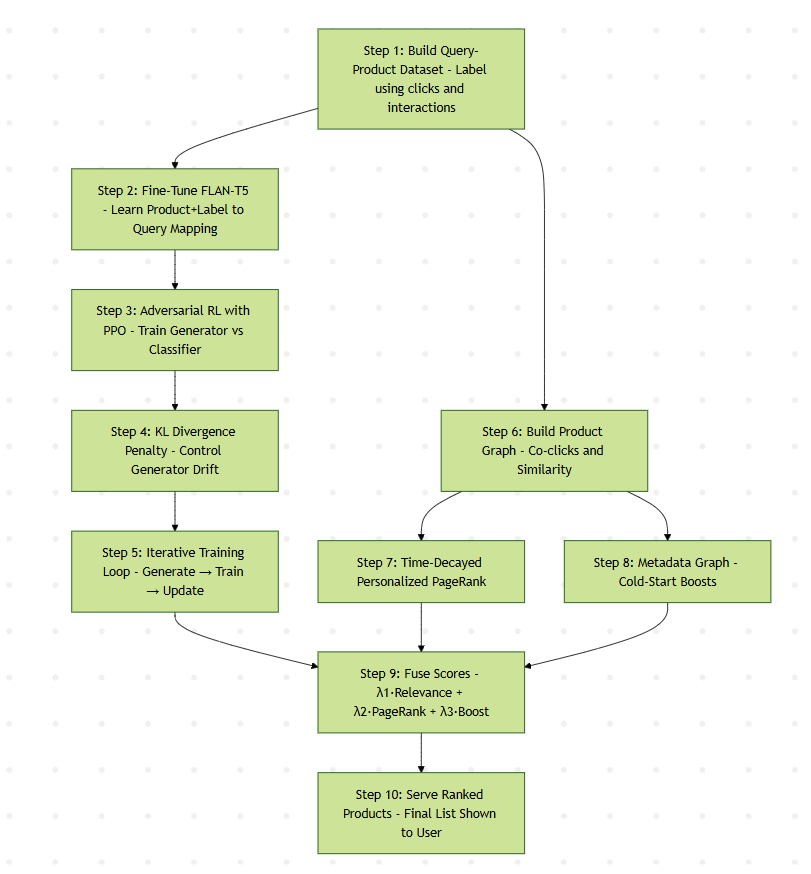 Step 1: Build Query-
Product Dataset - Label
using clicks and
interactions
Step 2: Fine-Tune FLAN-T5
- Learn Product+Label to
Query Mapping
Step 3: Adversarial RL with
PPO - Train Generator vs
Classifier
Step 4: KL Divergence
Penalty - Control
Generator Drift
Step 5: Iterative Training
Loop - Generate → Train
→ Update
Step 6: Build Product
Graph - Co-clicks and
Similarity
Step 7: Time-Decayed
Personalized PageRank
Step 8: Metadata Graph -
Cold-Start Boosts
Step 9: Fuse Scores -
λ1·Relevance +
λ2·PageRank + λ3·Boost
Step 10: Serve Ranked
Products - Final List Shown
to User